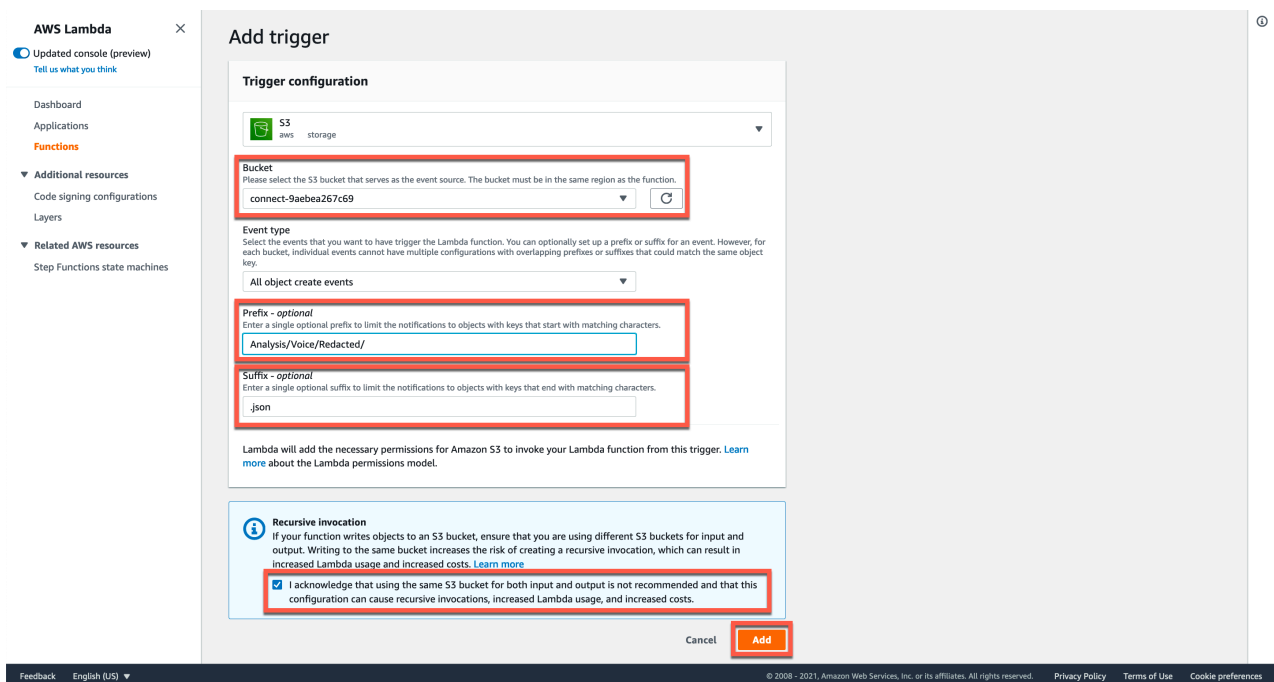 AWS Lambda
Updated console (preview)
Tell us what you think
Dashboard
Applications
Functions
Additional resources
Code signing configurations
Layers
Related AWS resources
Step Functions state machines
Add trigger
Trigger configuration
S3
aws storage
Bucket
Please select the S3 bucket that serves as the event source. The bucket must be in the same region as the function.
connect-9aebea267c69
Event type
Select the events that you want to have trigger the Lambda function. You can optionally set up a prefix or suffix for an event. However, for
each bucket, individual events cannot have multiple configurations with overlapping prefixes or suffixes that could match the same object
key.
All object create events
Prefix - optional
Enter a single optional prefix to limit the notifications to objects with keys that start with matching characters.
Analysis/Voice/Redacted/
Suffix - optional
Enter a single optional suffix to limit the notifications to objects with keys that end with matching characters.
.json
Lambda will add the necessary permissions for Amazon S3 to invoke your Lambda function from this trigger. Learn
more about the Lambda permissions model.
Recursive invocation
If your function writes objects to an S3 bucket, ensure that you are using different S3 buckets for input and
output. Writing to the same bucket increases the risk of creating a recursive invocation, which can result in
increased Lambda usage and increased costs. Learn more
I acknowledge that using the same S3 bucket for both input and output is not recommended and that this
configuration can cause recursive invocations, increased Lambda usage, and increased costs.
Cancel Add
Feedback English (US) © 2008 - 2021, Amazon Web Services, Inc. or its affiliates. All rights reserved. Privacy Policy Terms of Use Cookie preferences